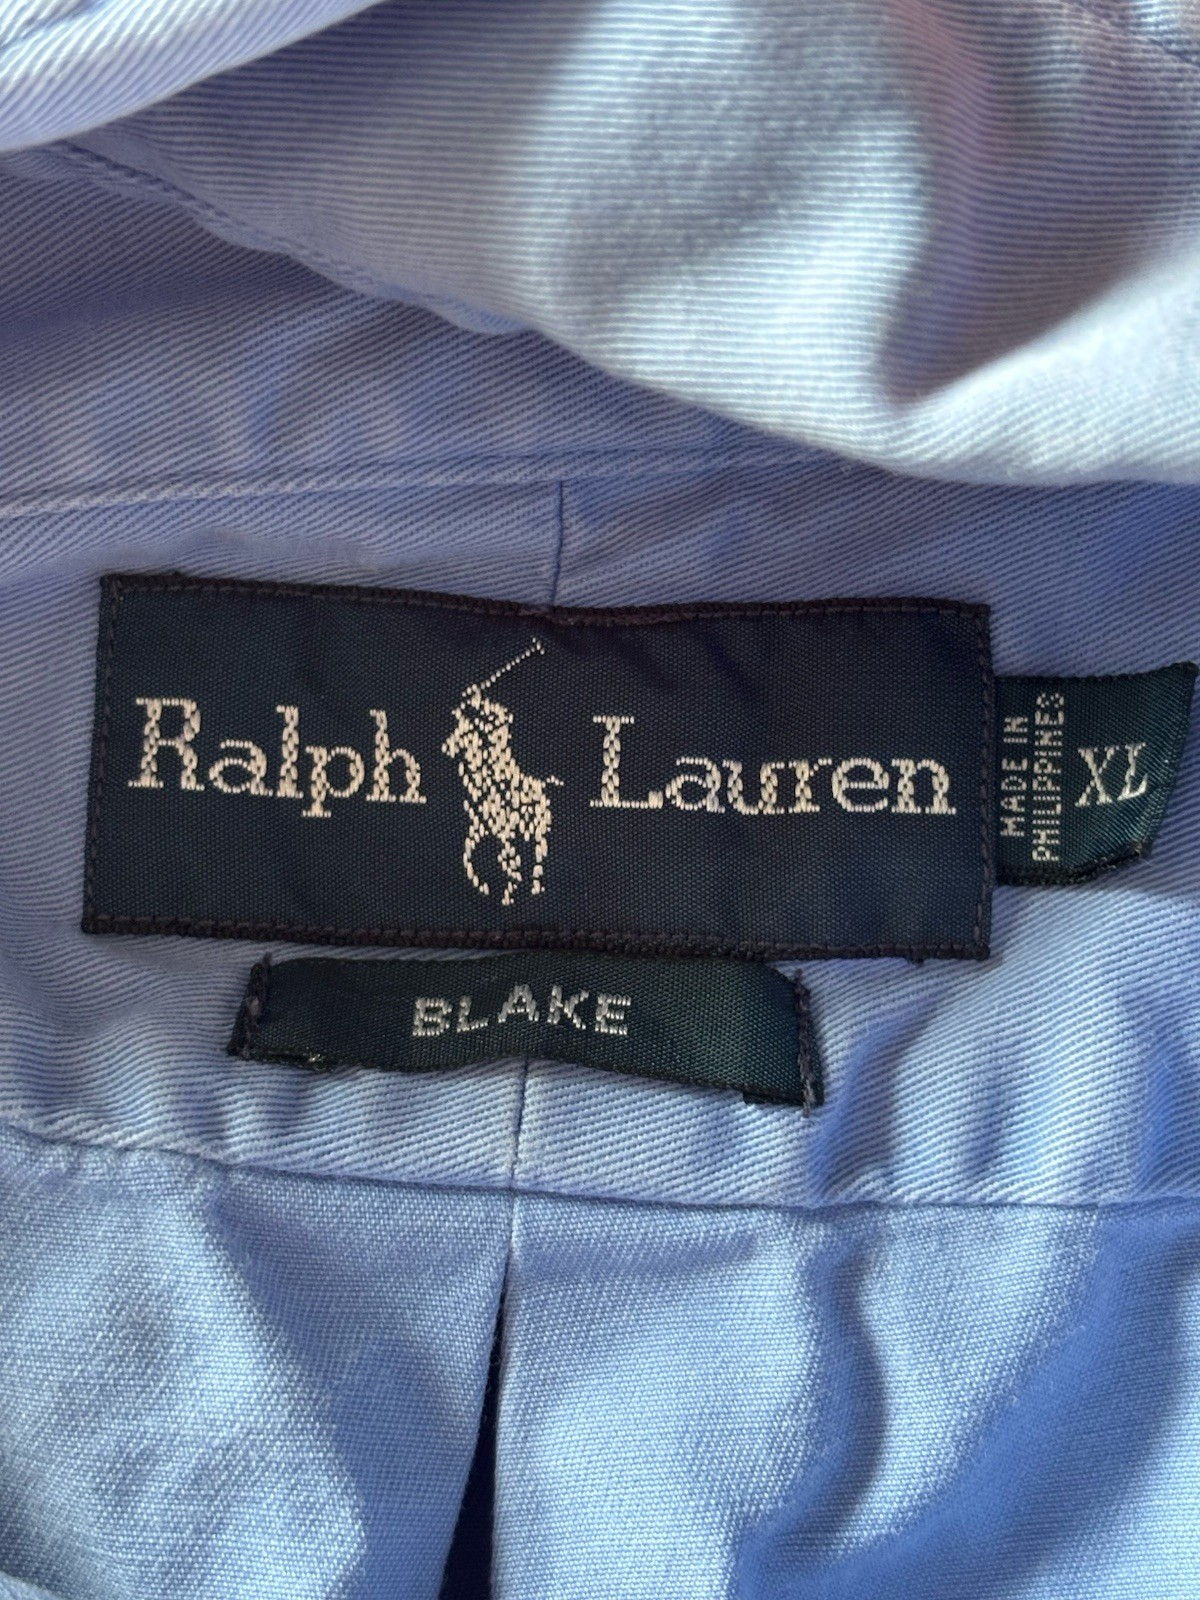 Ralph Lauren
MADE IN
PHILIPPINES
XL
BLAKE